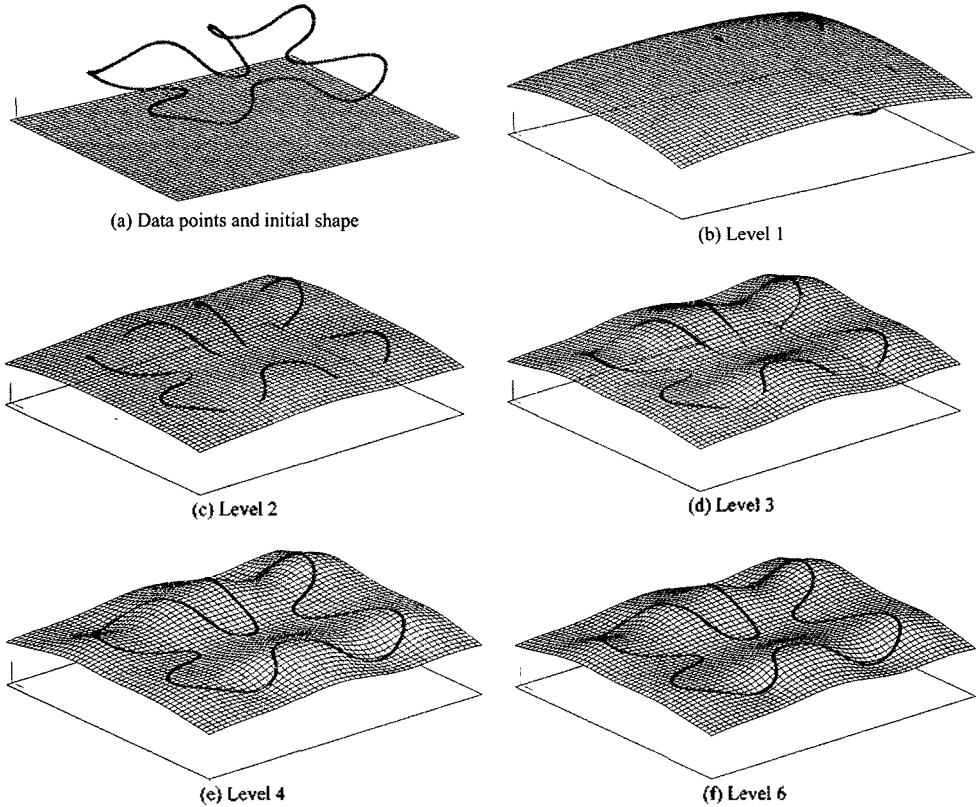 (a) Data points and initial shape
(b) Level 1
(c) Level 2
(d) Level 3
(e) Level 4
(f) Level 6